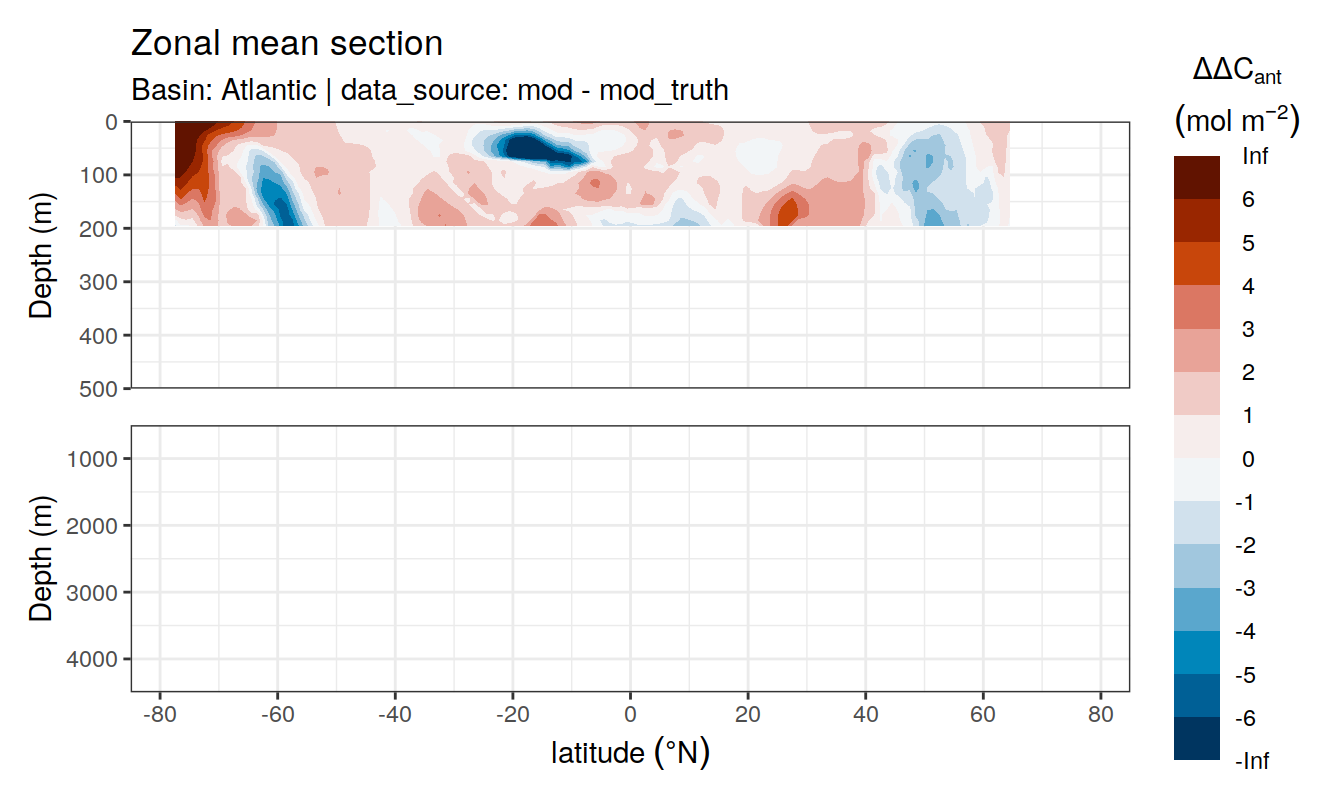 Zonal mean section
Basin: Atlantic | data_source: mod - mod_truth
ΔΔCant
(mol m−2)
Inf
6
5
4
3
2
1
0
-1
-2
-3
-4
-5
-6
-Inf
Depth (m)
0
100
200
300
400
500
Depth (m)
1000
2000
3000
4000
-80 -60 -40 -20 0 20 40 60 80
latitude (°N)